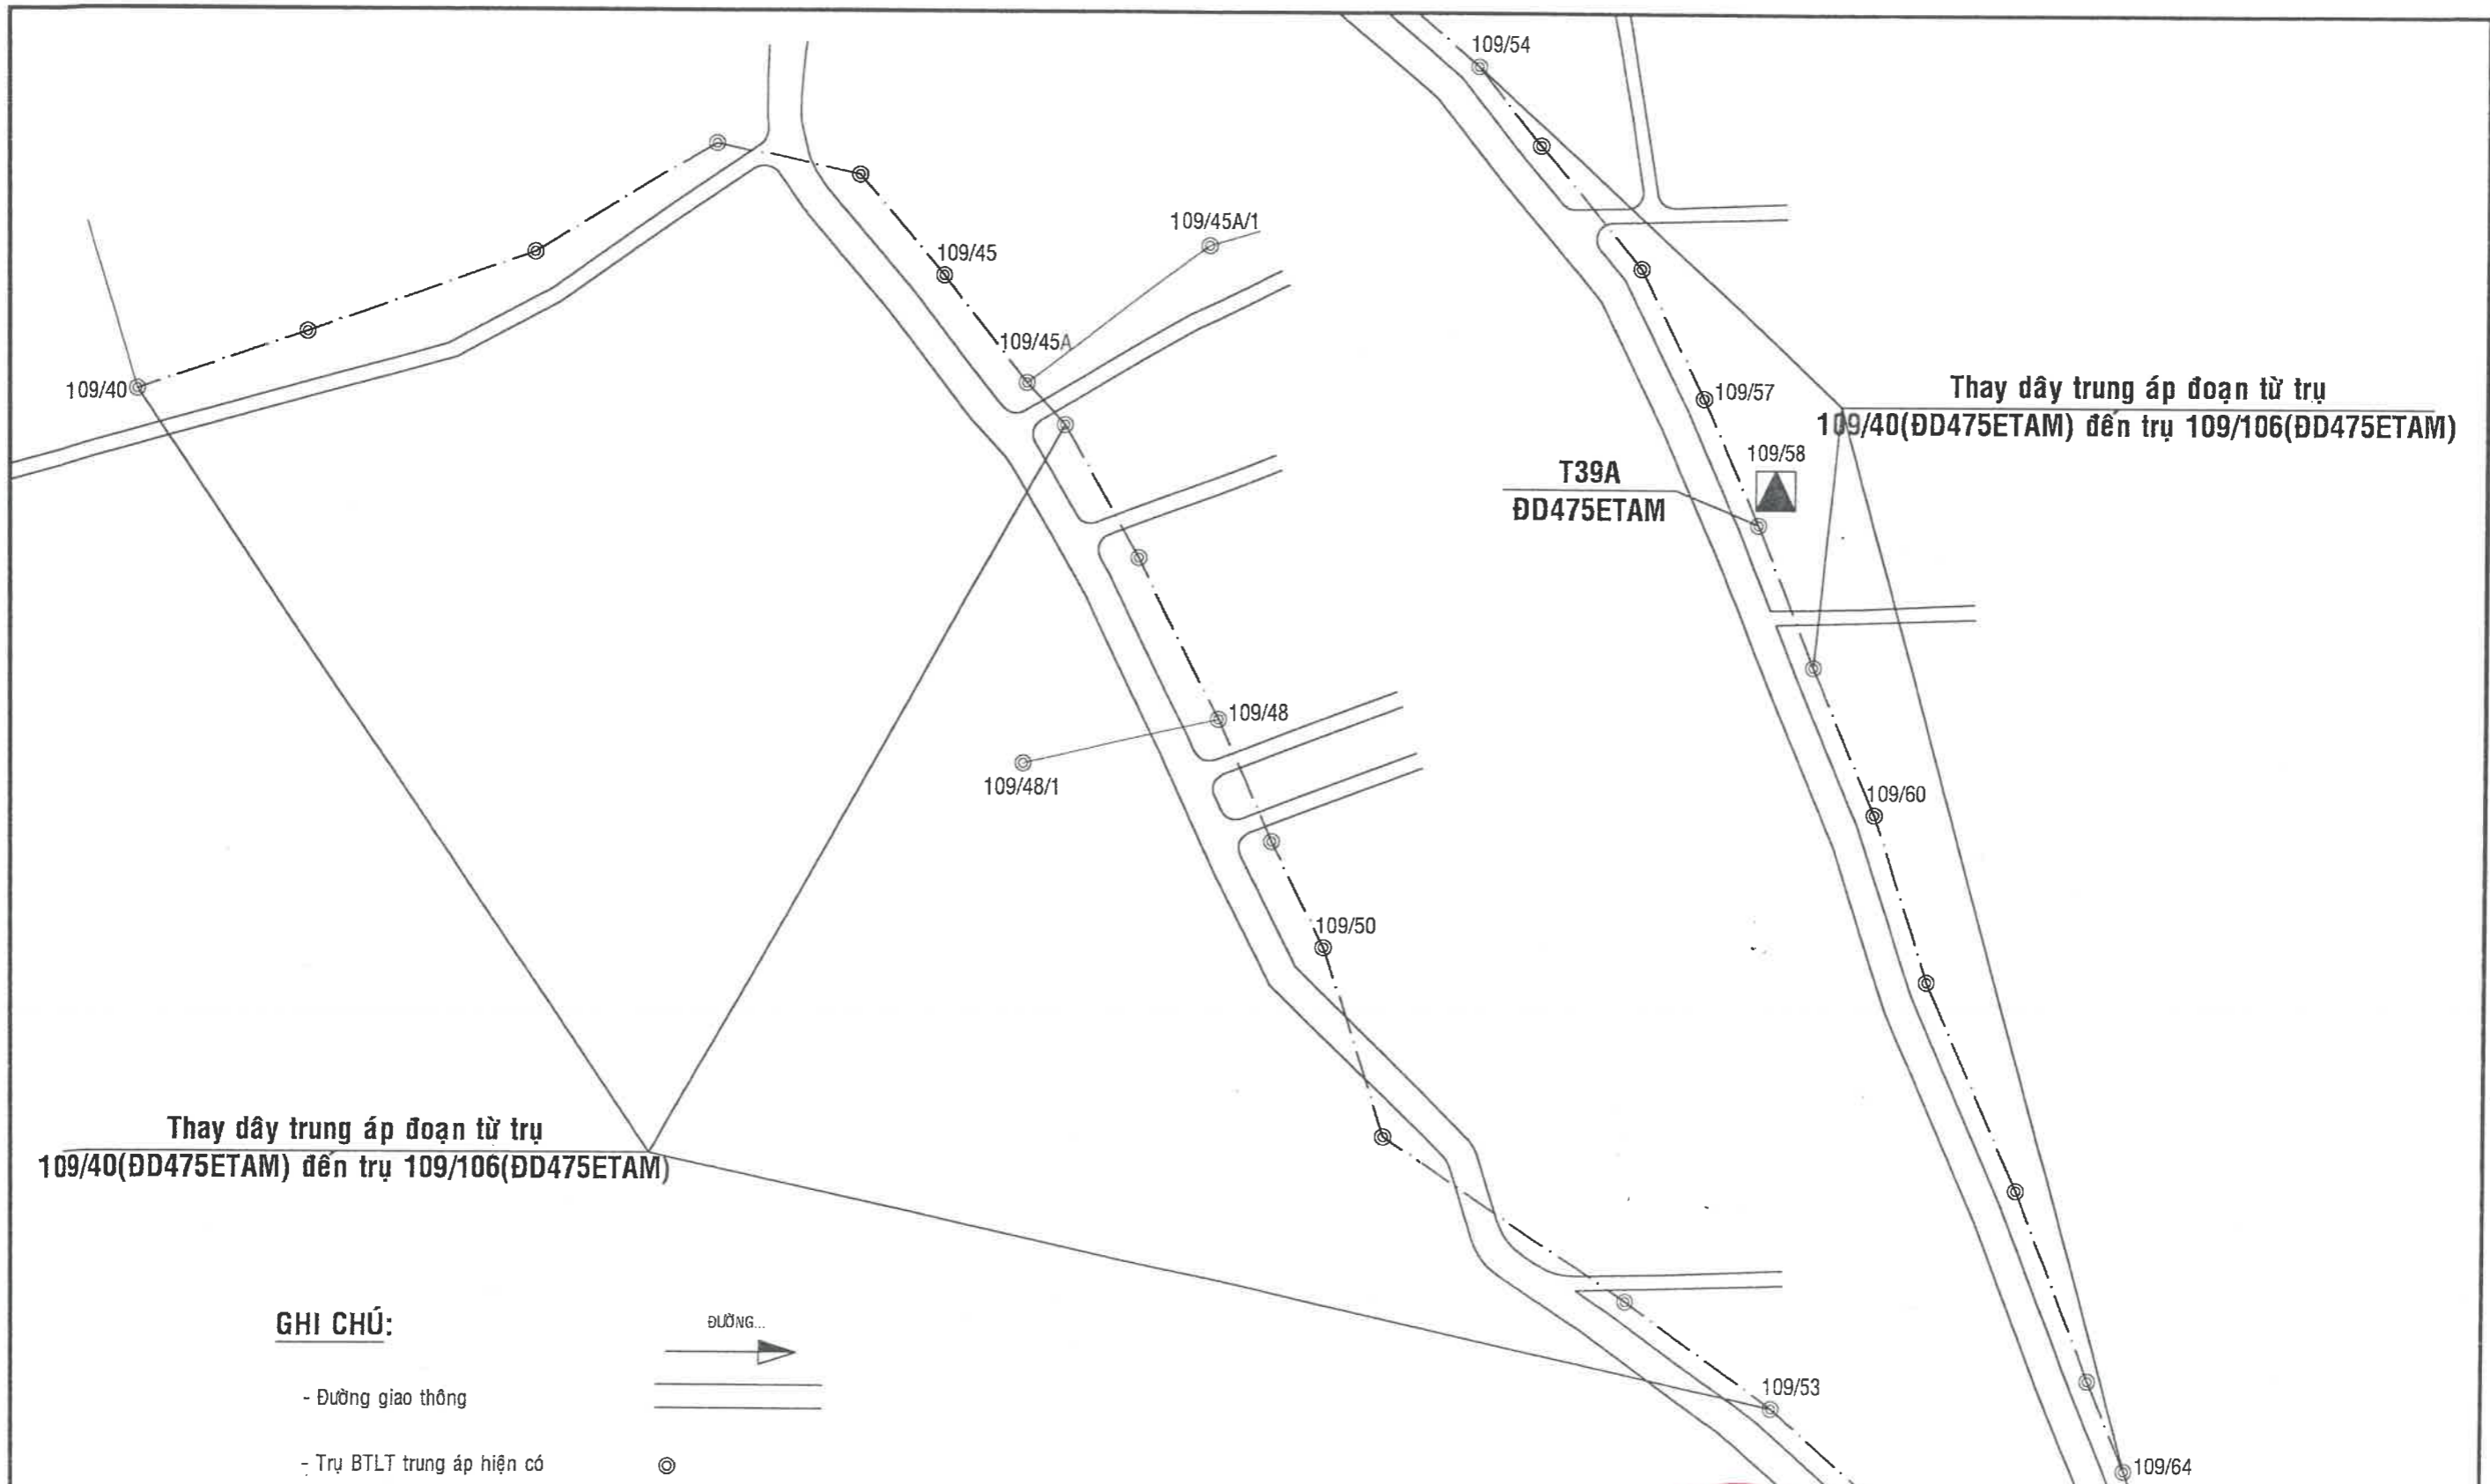 109/54
109/45A/1
109/45
109/45A
109/40
109/57
Thay dây trung áp đoạn từ trụ
109/40(ĐD475ETAM) đến trụ 109/106(ĐD475ETAM)
109/58
T39A
ĐD475ETAM
109/48
109/48/1
109/60
109/50
Thay dây trung áp đoạn từ trụ
109/40(ĐD475ETAM) đến trụ 109/106(ĐD475ETAM)
GHI CHÚ:
ĐƯỜNG...
- Đường giao thông
109/53
- Trụ BTLT trung áp hiện có
109/64